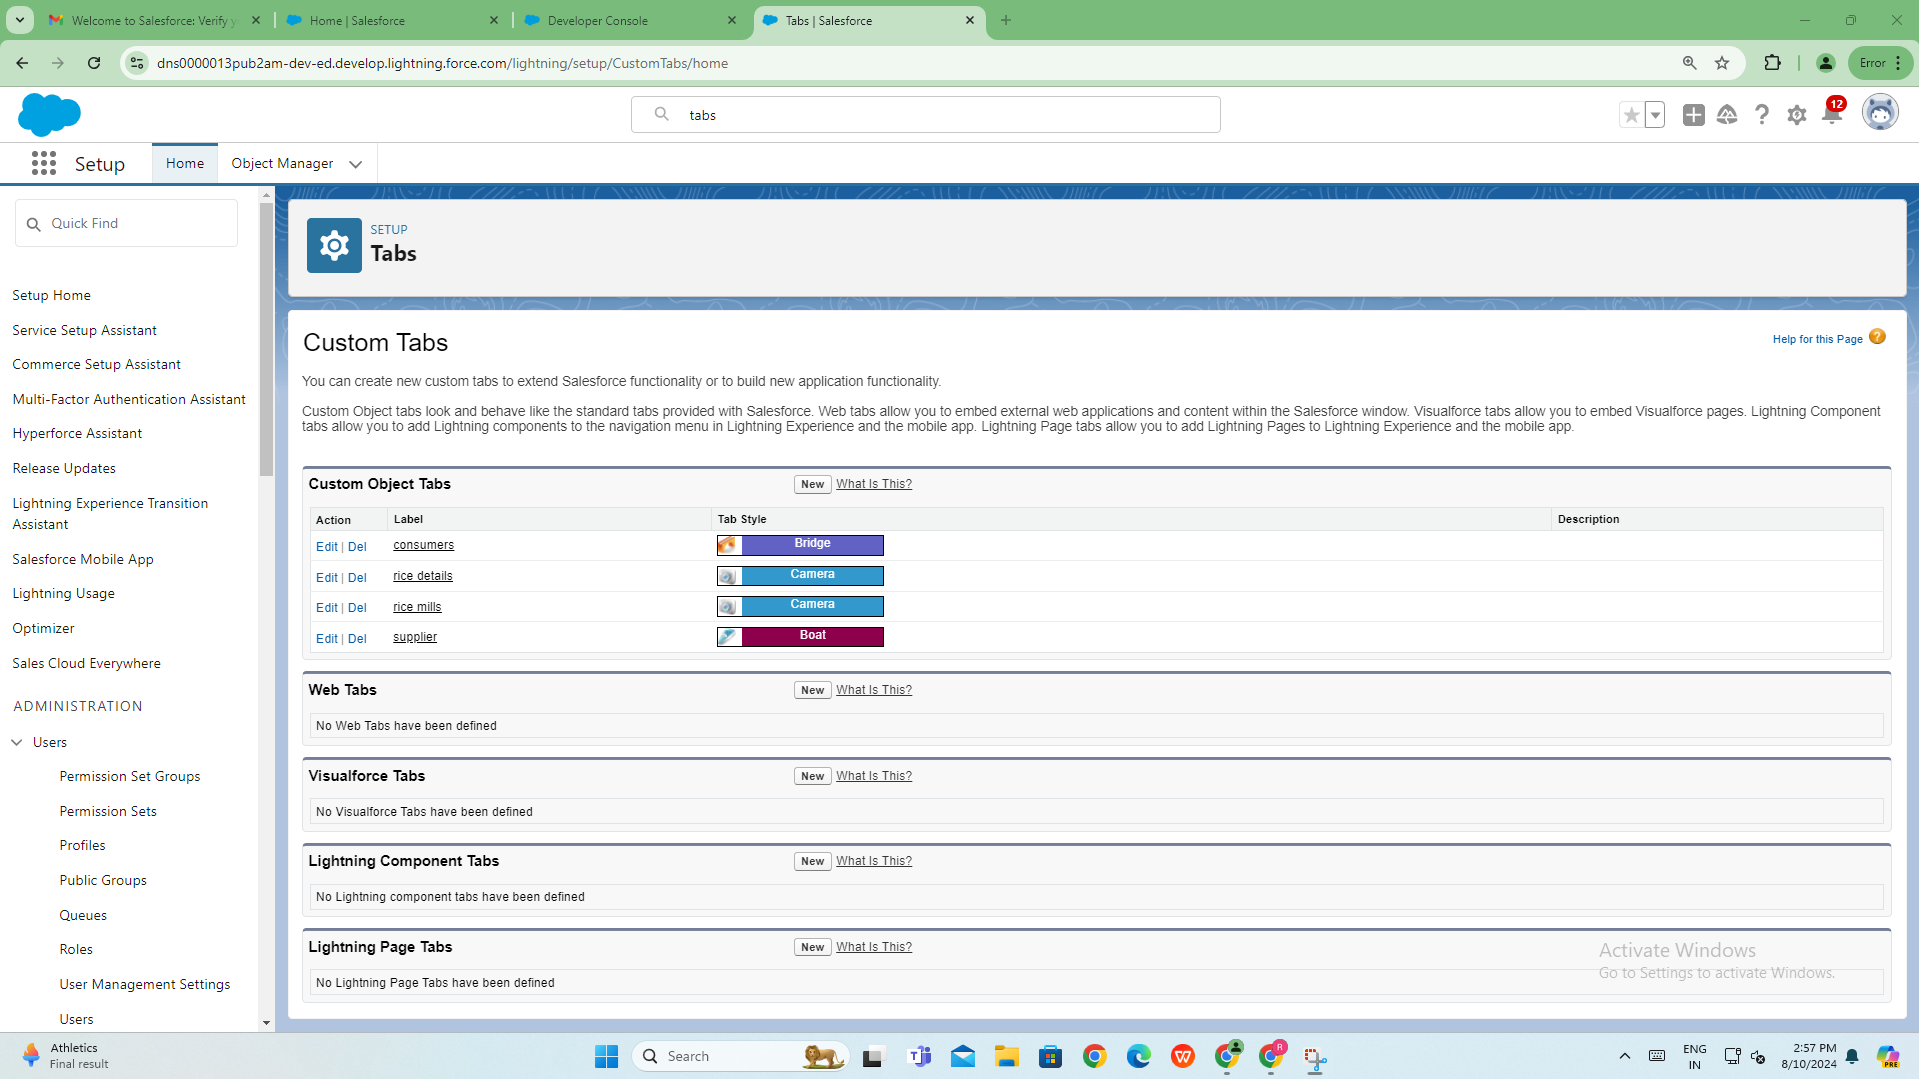 Welcome to Salesforce: Verify y
Home | Salesforce
Developer Console
Tabs | Salesforce
dns0000013pub2am-dev-ed.develop.lightning.force.com/lightning/setup/CustomTabs/home
Error
tabs
12
Setup
Home
Object Manager
Quick Find
Setup Home
Service Setup Assistant
Commerce Setup Assistant
Multi-Factor Authentication Assistant
Hyperforce Assistant
Release Updates
Lightning Experience Transition
Assistant
Salesforce Mobile App
Lightning Usage
Optimizer
Sales Cloud Everywhere
ADMINISTRATION
Users
Permission Set Groups
Permission Sets
Profiles
Public Groups
Queues
Roles
User Management Settings
Users
SETUP
Tabs
Custom Tabs
Help for this Page ?
You can create new custom tabs to extend Salesforce functionality or to build new application functionality.
Custom Object tabs look and behave like the standard tabs provided with Salesforce. Web tabs allow you to embed external web applications and content within the Salesforce window. Visualforce tabs allow you to embed Visualforce pages. Lightning Component
tabs allow you to add Lightning components to the navigation menu in Lightning Experience and the mobile app. Lightning Page tabs allow you to add Lightning Pages to Lightning Experience and the mobile app.
Custom Object Tabs New What Is This?
Action Label Tab Style Description
Edit | Del consumers Bridge
Edit | Del rice details Camera
Edit | Del rice mills Camera
Edit | Del supplier Boat
Web Tabs New What Is This?
No Web Tabs have been defined
Visualforce Tabs New What Is This?
No Visualforce Tabs have been defined
Lightning Component Tabs New What Is This?
No Lightning component tabs have been defined
Lightning Page Tabs New What Is This?
No Lightning Page Tabs have been defined
Activate Windows
Go to Settings to activate Windows.
Athletics
Final result
Search
R
ENG
IN
2:57 PM
8/10/2024
PRE